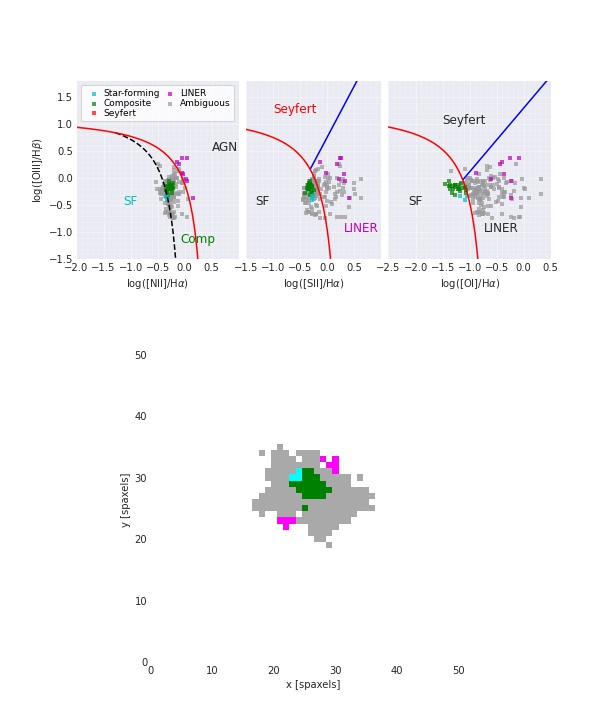 Star-forming
Composite
Seyfert
LINER
Ambiguous
log([OIII]/Hβ)
1.5
1.0
0.5
0.0
−0.5
−1.0
−1.5
AGN
SF
Comp
−2.0 −1.5 −1.0 −0.5 0.0 0.5
log([NII]/Hα)
Seyfert
SF
LINER
−1.5 −1.0 −0.5 0.0 0.5
log([SII]/Hα)
Seyfert
SF
LINER
−2.5 −2.0 −1.5 −1.0 −0.5 0.0 0.5
log([OI]/Hα)
y [spaxels]
50
40
30
20
10
0
0 10 20 30 40 50
x [spaxels]